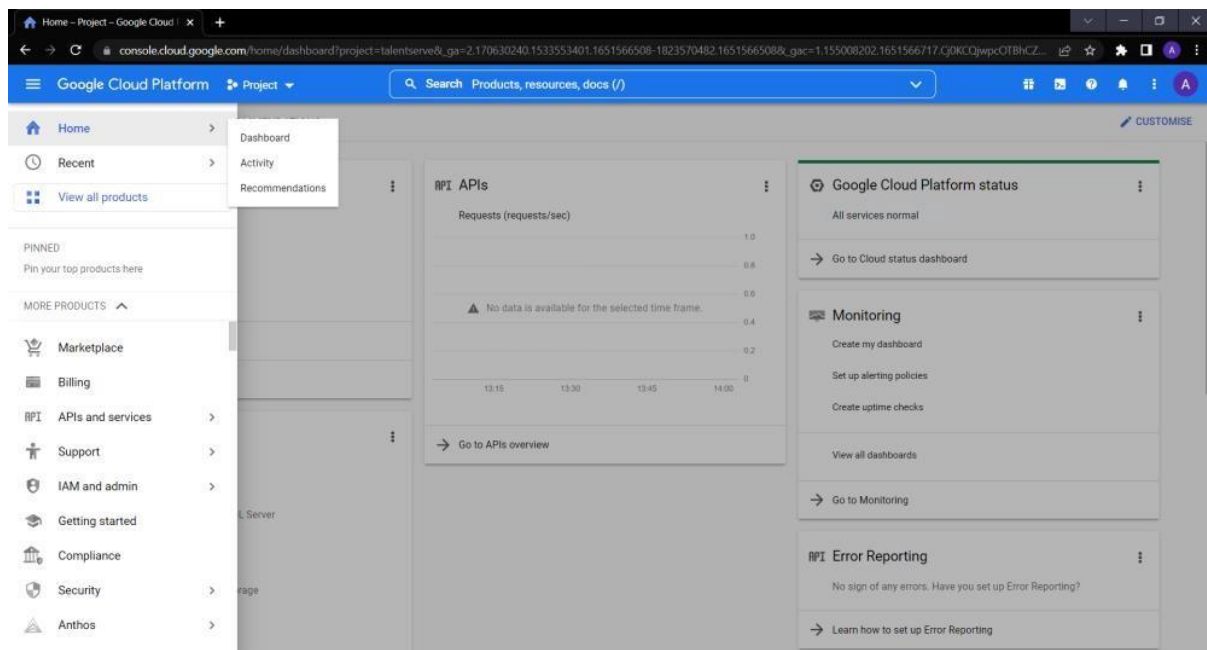 Home – Project – Google Cloud
console.cloud.google.com/home/dashboard?project=talentserve&_ga=2.170630240.1533553401.1651566508-1823570482.1651566508&_gac=1.155008202.1651566717.Cj0KCQjwpcOTBhCZ...
A
Google Cloud Platform
Project
Search Products, resources, docs (/)
A
Home
Dashboard
Activity
Recommendations
CUSTOMISE
Recent
View all products
PINNED
Pin your top products here
MORE PRODUCTS
Marketplace
Billing
API APIs and services
Support
IAM and admin
Getting started
Compliance
Security
Anthos
L Server
rage
API APIs
Requests (requests/sec)
1.0
0.8
0.6
No data is available for the selected time frame.
0.4
0.2
0
13:15 13:30 13:45 14:00
Go to APIs overview
Google Cloud Platform status
All services normal
Go to Cloud status dashboard
Monitoring
Create my dashboard
Set up alerting policies
Create uptime checks
View all dashboards
Go to Monitoring
API Error Reporting
No sign of any errors. Have you set up Error Reporting?
Learn how to set up Error Reporting